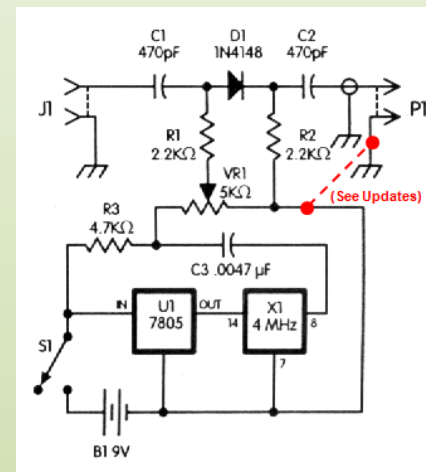 C1
470pF
D1
1N4148
C2
470pF
J1
P1
R1
2.2KΩ
R2
2.2KΩ
VR1
5KΩ
(See Updates)
R3
4.7KΩ
C3 .0047 µF
IN
U1
7805
OUT
14
X1
4 MHz
8
7
S1
B1 9V